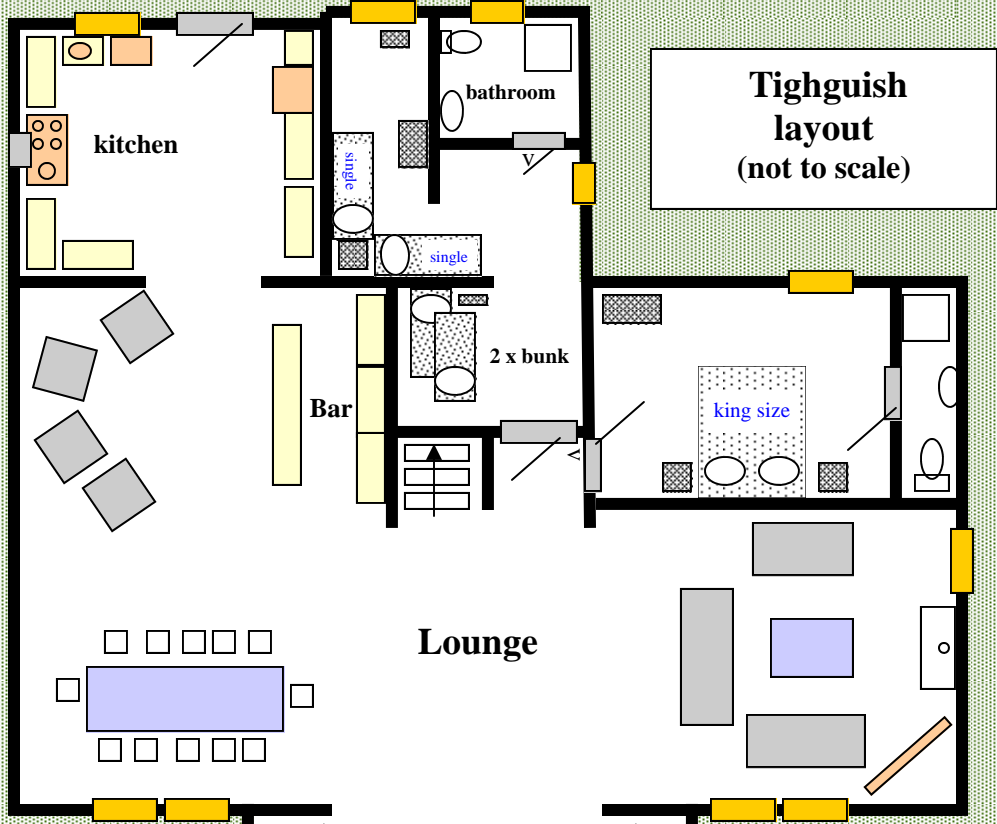 Tighguish
layout
(not to scale)
bathroom
kitchen
V
single
single
2 x bunk
king size
Bar
V
Lounge